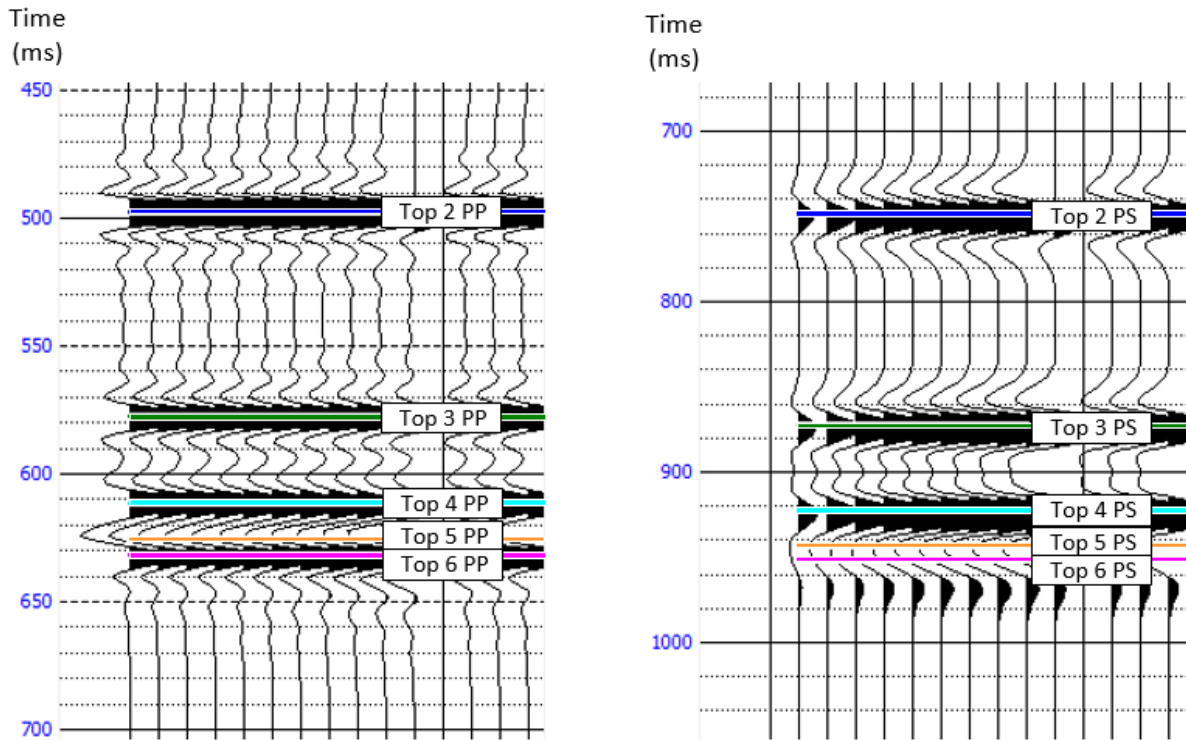 Time
(ms)
450
500
550
600
650
700
Top 2 PP
Top 3 PP
Top 4 PP
Top 5 PP
Top 6 PP
Time
(ms)
700
800
900
1000
Top 2 PS
Top 3 PS
Top 4 PS
Top 5 PS
Top 6 PS